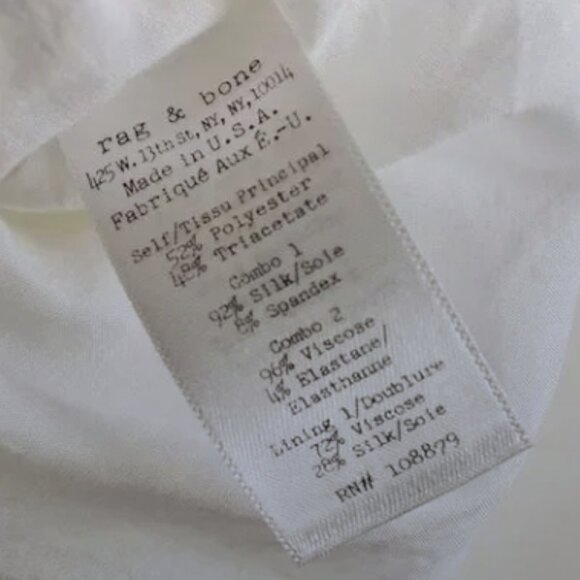 rag & bone
425 W. 13th St, NY, NY, 10014
Made in U.S.A.
Fabriqué Aux É.-U.
Self/Tissu Principal
52% Polyester
48% Triacetate
Combo 1
92% Silk/Soie
8% Spandex
Combo 2
96% Viscose
4% Elastane/
Elasthanne
Lining 1/Doublure
72% Viscose
28% Silk/Soie
RN# 108879